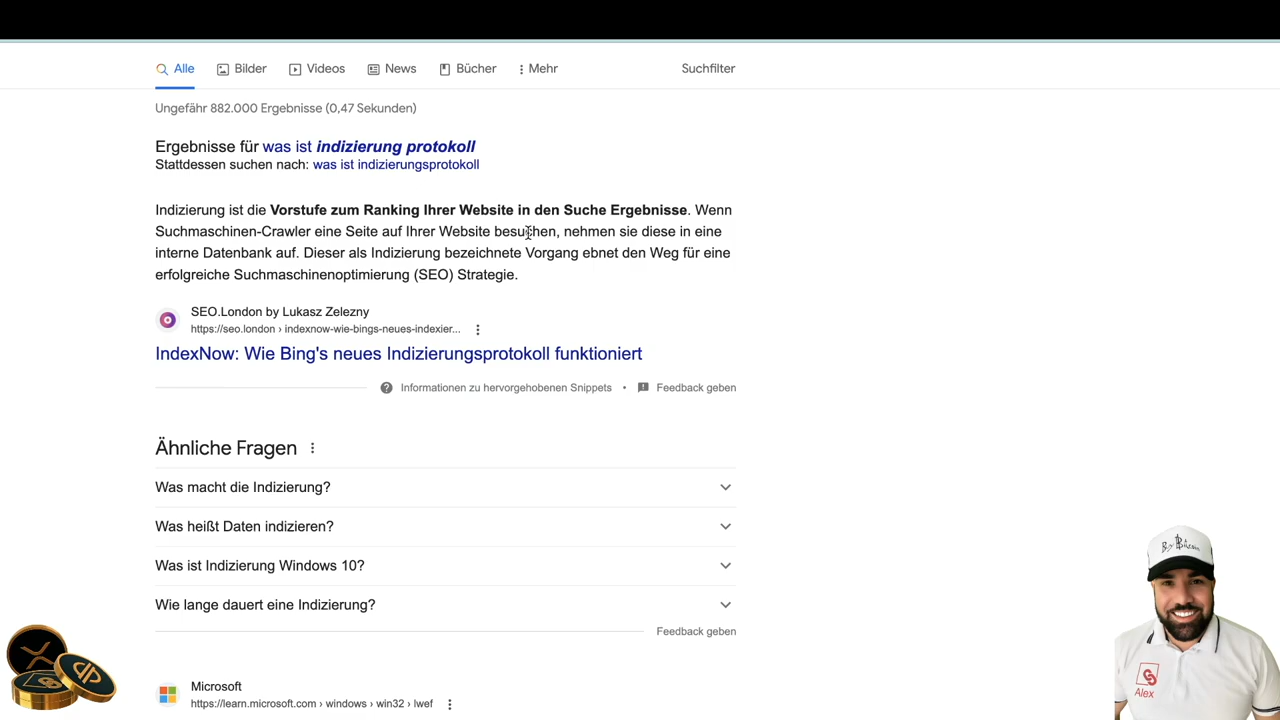 Alle Bilder Videos News Bücher Mehr Suchfilter
Ungefähr 882.000 Ergebnisse (0,47 Sekunden)
Ergebnisse für was ist indizierung protokoll
Stattdessen suchen nach: was ist indizierungsprotokoll
Indizierung ist die Vorstufe zum Ranking Ihrer Website in den Suche Ergebnisse. Wenn
Suchmaschinen-Crawler eine Seite auf Ihrer Website besuchen, nehmen sie diese in eine
interne Datenbank auf. Dieser als Indizierung bezeichnete Vorgang ebnet den Weg für eine
erfolgreiche Suchmaschinenoptimierung (SEO) Strategie.
SEO.London by Lukasz Zelezny
https://seo.london › indexnow-wie-bings-neues-indexier...
IndexNow: Wie Bing's neues Indizierungsprotokoll funktioniert
Informationen zu hervorgehobenen Snippets • Feedback geben
Ähnliche Fragen
Was macht die Indizierung?
Was heißt Daten indizieren?
Was ist Indizierung Windows 10?
Wie lange dauert eine Indizierung?
Feedback geben
Microsoft
https://learn.microsoft.com › windows › win32 › lwef
Alex